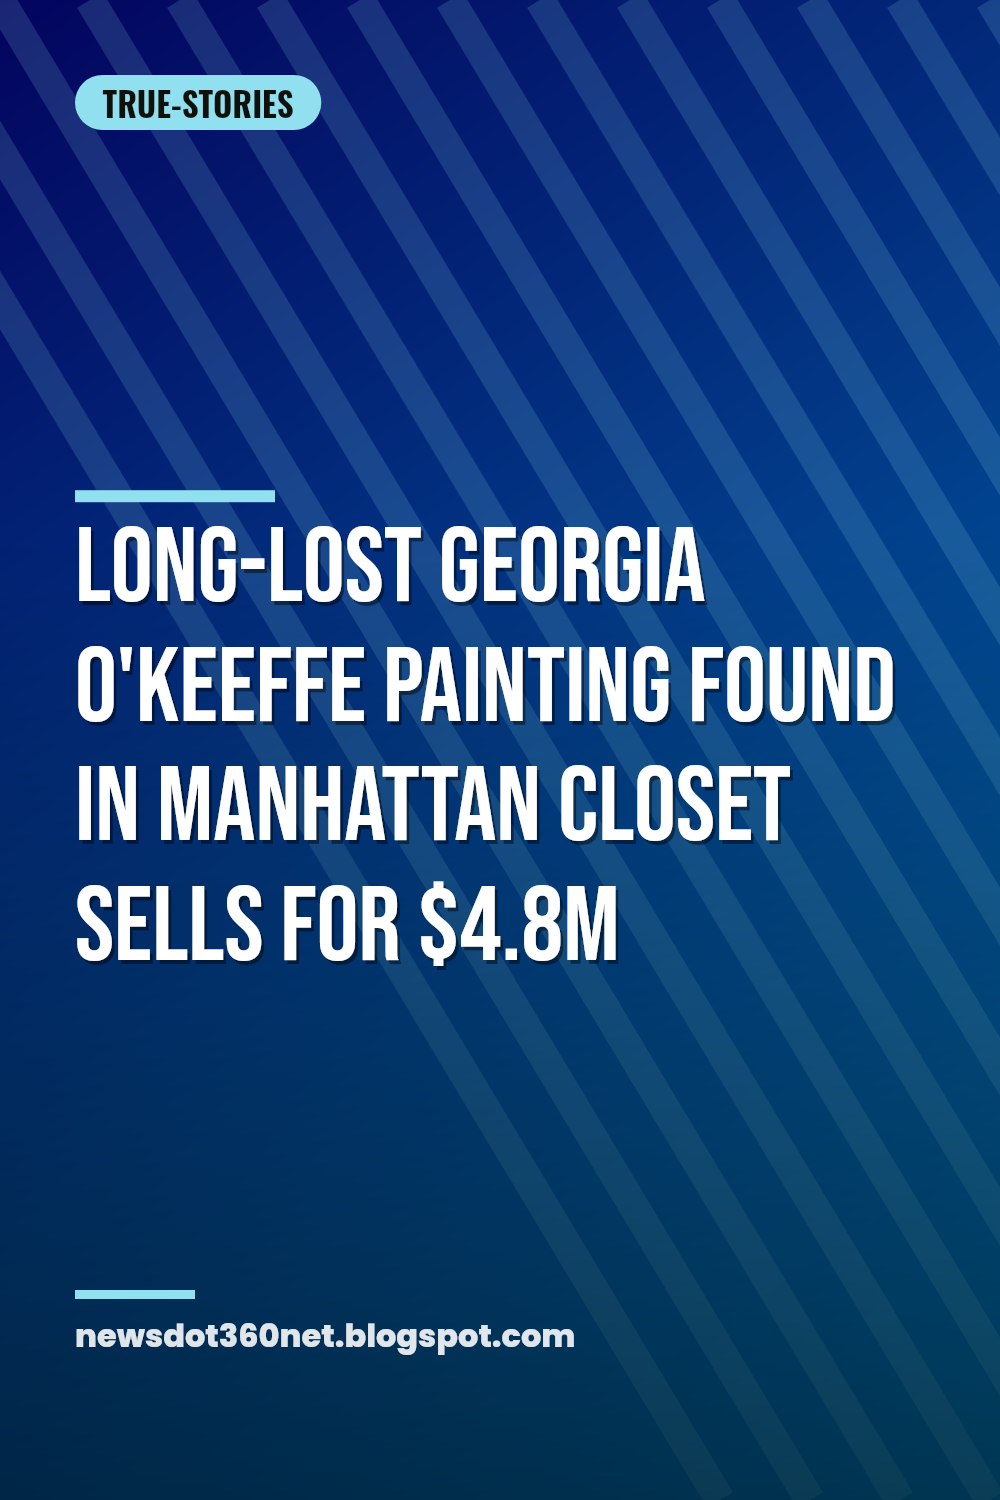 TRUE-STORIES
LONG-LOST GEORGIA
O'KEEFFE PAINTING FOUND
IN MANHATTAN CLOSET
SELLS FOR $4.8M
newsdot360net.blogspot.com